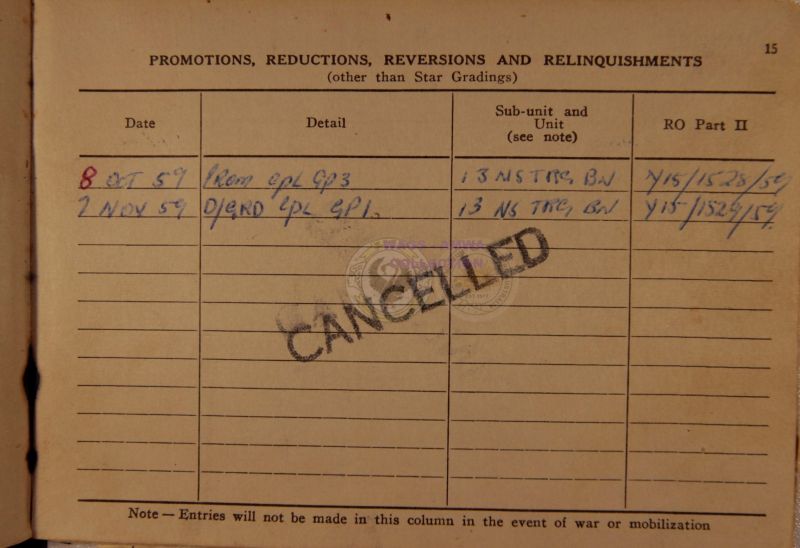 15
PROMOTIONS, REDUCTIONS, REVERSIONS AND RELINQUISHMENTS
(other than Star Gradings)
Date Detail Sub-unit and Unit (see note) RO Part II
8 OCT 59 Prom Cpl GP3 13 NS TRG BN Y15/1528/59
2 NOV 59 D/GRD Cpl GP1. 13 NS TRG BN Y15/1529/59
CANCELLED
Note — Entries will not be made in this column in the event of war or mobilization